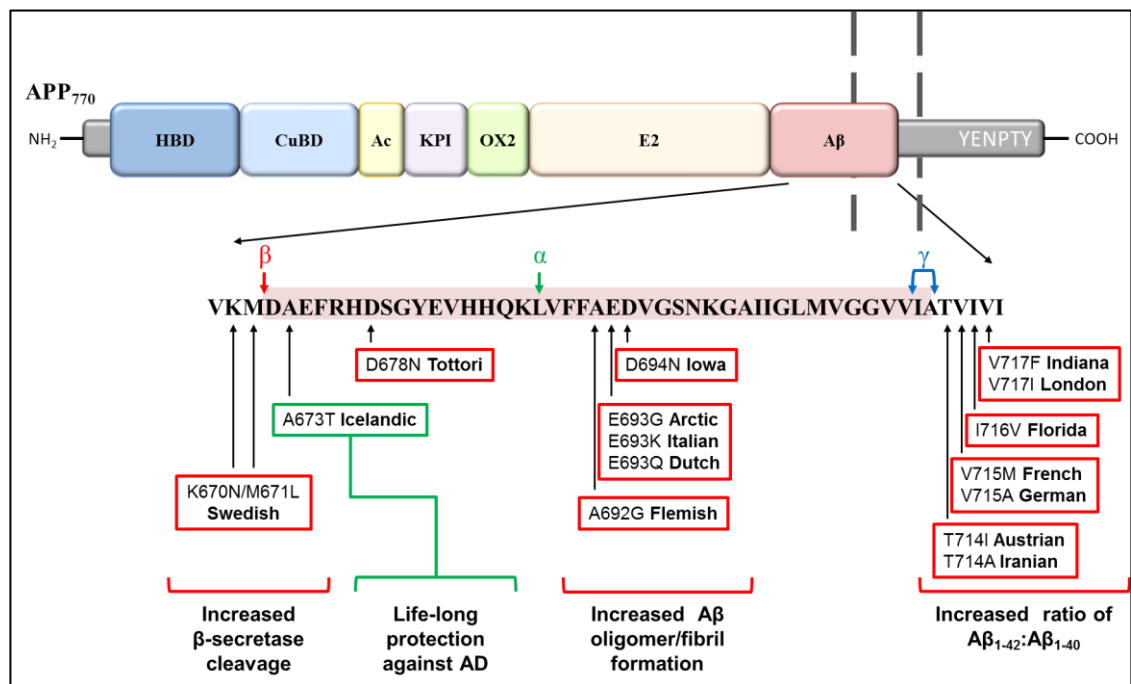 APP770
NH2
HBD
CuBD
Ac
KPI
OX2
E2
Aβ
YENPTY
COOH
β
α
γ
VKMDAEFRHDSGYEVHHQKLVFFAEDVGSNKGAIIGLMVGGVVIATVIVI
D678N Tottori
D694N Iowa
V717F Indiana
V717I London
A673T Icelandic
E693G Arctic
E693K Italian
E693Q Dutch
I716V Florida
K670N/M671L
Swedish
A692G Flemish
V715M French
V715A German
T714I Austrian
T714A Iranian
Increased
β-secretase
cleavage
Life-long
protection
against AD
Increased Aβ
oligomer/fibril
formation
Increased ratio of
Aβ1-42:Aβ1-40